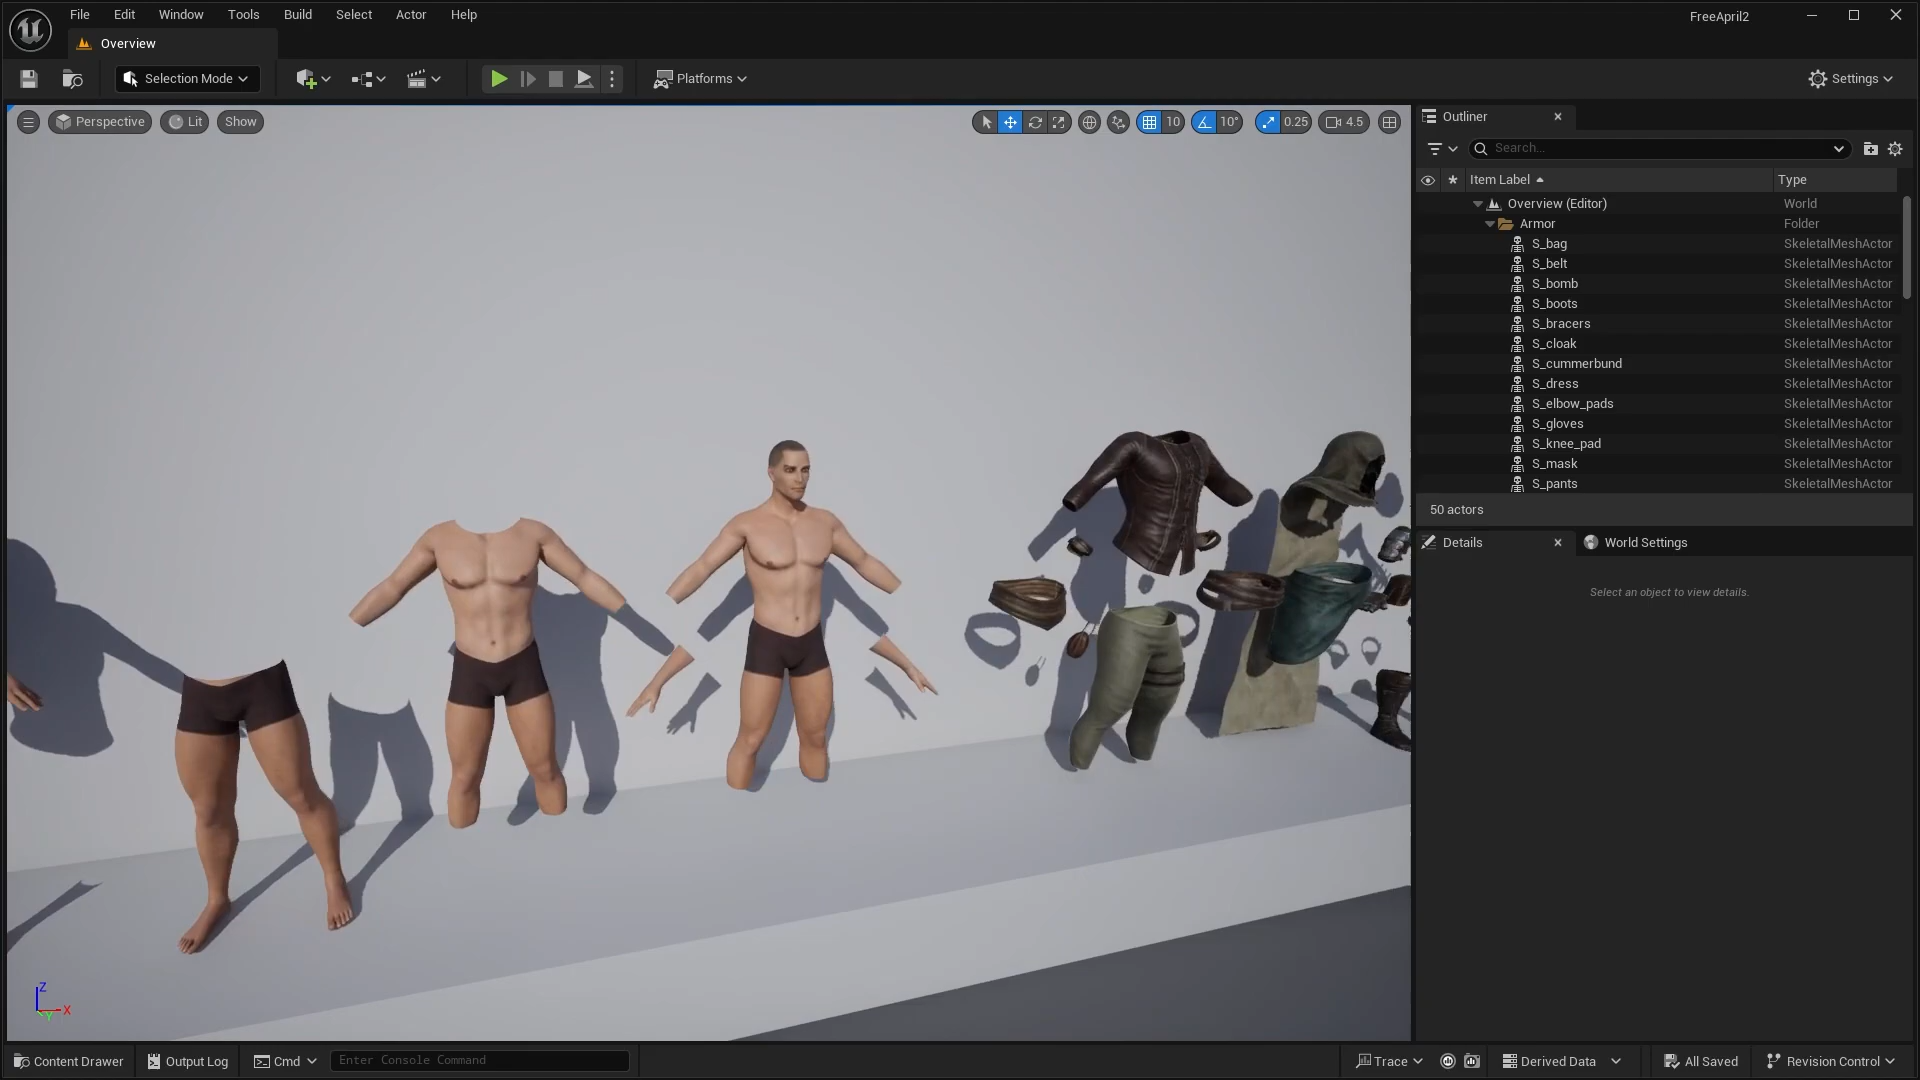 File Edit Window Tools Build Select Actor Help
FreeApril2
Overview
Selection Mode
Platforms
Settings
Perspective Lit Show
10 10° 0.25 4.5
Outliner
Search...
Item Label Type
Overview (Editor) World
Armor Folder
S_bag SkeletalMeshActor
S_belt SkeletalMeshActor
S_bomb SkeletalMeshActor
S_boots SkeletalMeshActor
S_bracers SkeletalMeshActor
S_cloak SkeletalMeshActor
S_cummerbund SkeletalMeshActor
S_dress SkeletalMeshActor
S_elbow_pads SkeletalMeshActor
S_gloves SkeletalMeshActor
S_knee_pad SkeletalMeshActor
S_mask SkeletalMeshActor
S_pants SkeletalMeshActor
50 actors
Details World Settings
Select an object to view details.
Z
X
Y
Content Drawer Output Log Cmd Enter Console Command
Trace Derived Data All Saved Revision Control